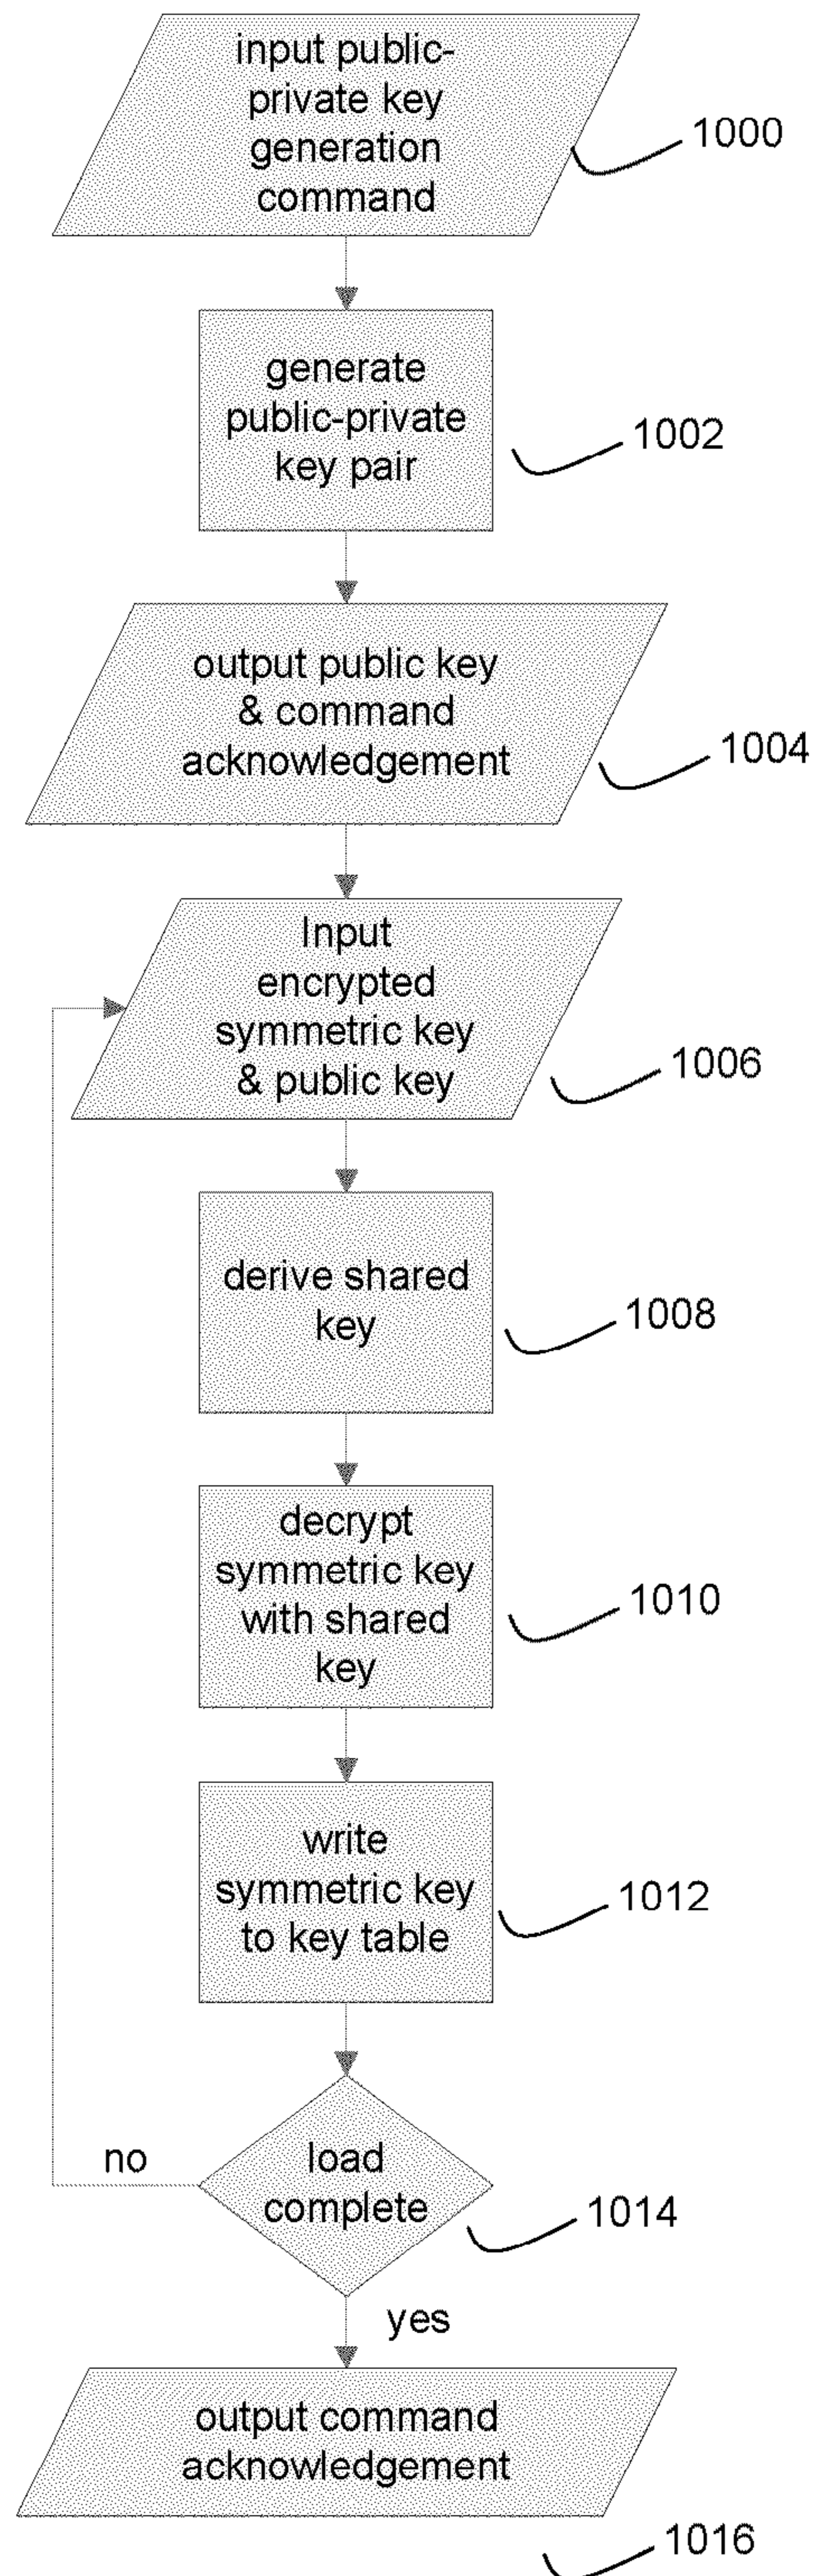 input public-
private key
generation
command
1000
generate
public-private
key pair
1002
output public key
& command
acknowledgement
1004
Input
encrypted
symmetric key
& public key
1006
derive shared
key
1008
decrypt
symmetric key
with shared
key
1010
write
symmetric key
to key table
1012
no
load
complete
1014
yes
output command
acknowledgement
1016